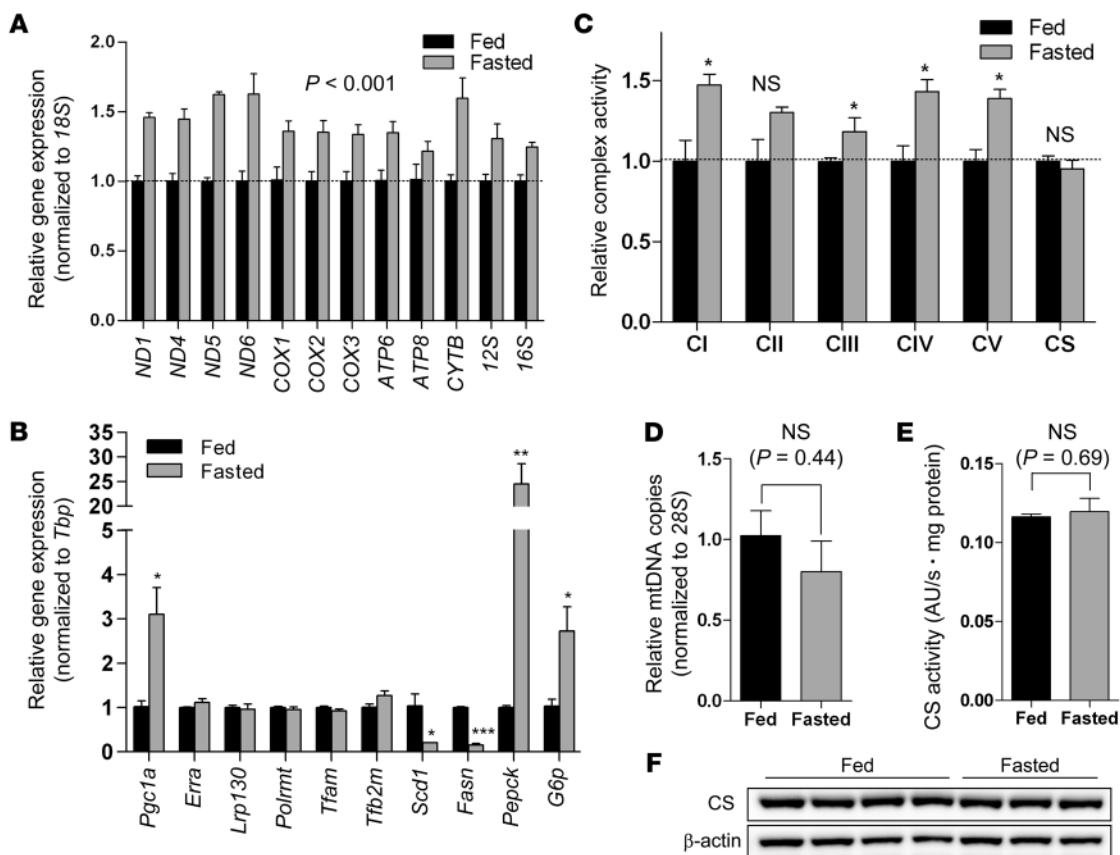 A
Relative gene expression
(normalized to 18S)
2.0
1.5
1.0
0.5
0.0
Fed
Fasted
P < 0.001
ND1
ND4
ND5
ND6
COX1
COX2
COX3
ATP6
ATP8
CYTB
12S
16S
B
Relative gene expression
(normalized to Tbp)
35
30
25
20
15
10
5
4
3
2
1
0
Fed
Fasted
*
*
***
**
*
Pgc1a
Erra
Lrp130
Polrmt
Tfam
Tfb2m
Scd1
Fasn
Pepck
G6p
C
Relative complex activity
1.5
1.0
0.5
0.0
Fed
Fasted
*
NS
*
*
*
NS
CI
CII
CIII
CIV
CV
CS
D
Relative mtDNA copies
(normalized to 28S)
NS
(P = 0.44)
1.5
1.0
0.5
0.0
Fed
Fasted
E
CS activity (AU/s · mg protein)
NS
(P = 0.69)
0.15
0.10
0.05
0.00
Fed
Fasted
F
Fed
Fasted
CS
β-actin